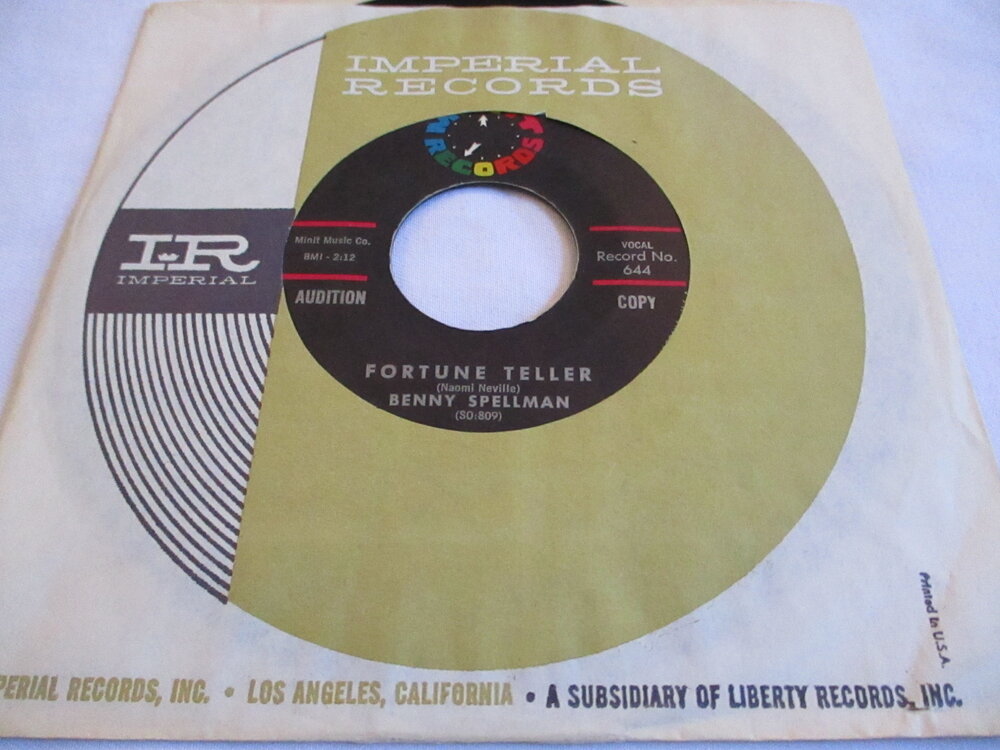 IMPERIAL
RECORDS
RECORDS
IR
IMPERIAL
Minit Music Co.
BMI - 2:12
AUDITION
VOCAL
Record No.
644
COPY
FORTUNE TELLER
(Naomi Neville)
BENNY SPELLMAN
(SO:809)
Printed In U.S.A.
PERIAL RECORDS, INC. • LOS ANGELES, CALIFORNIA • A SUBSIDIARY OF LIBERTY RECORDS, INC.